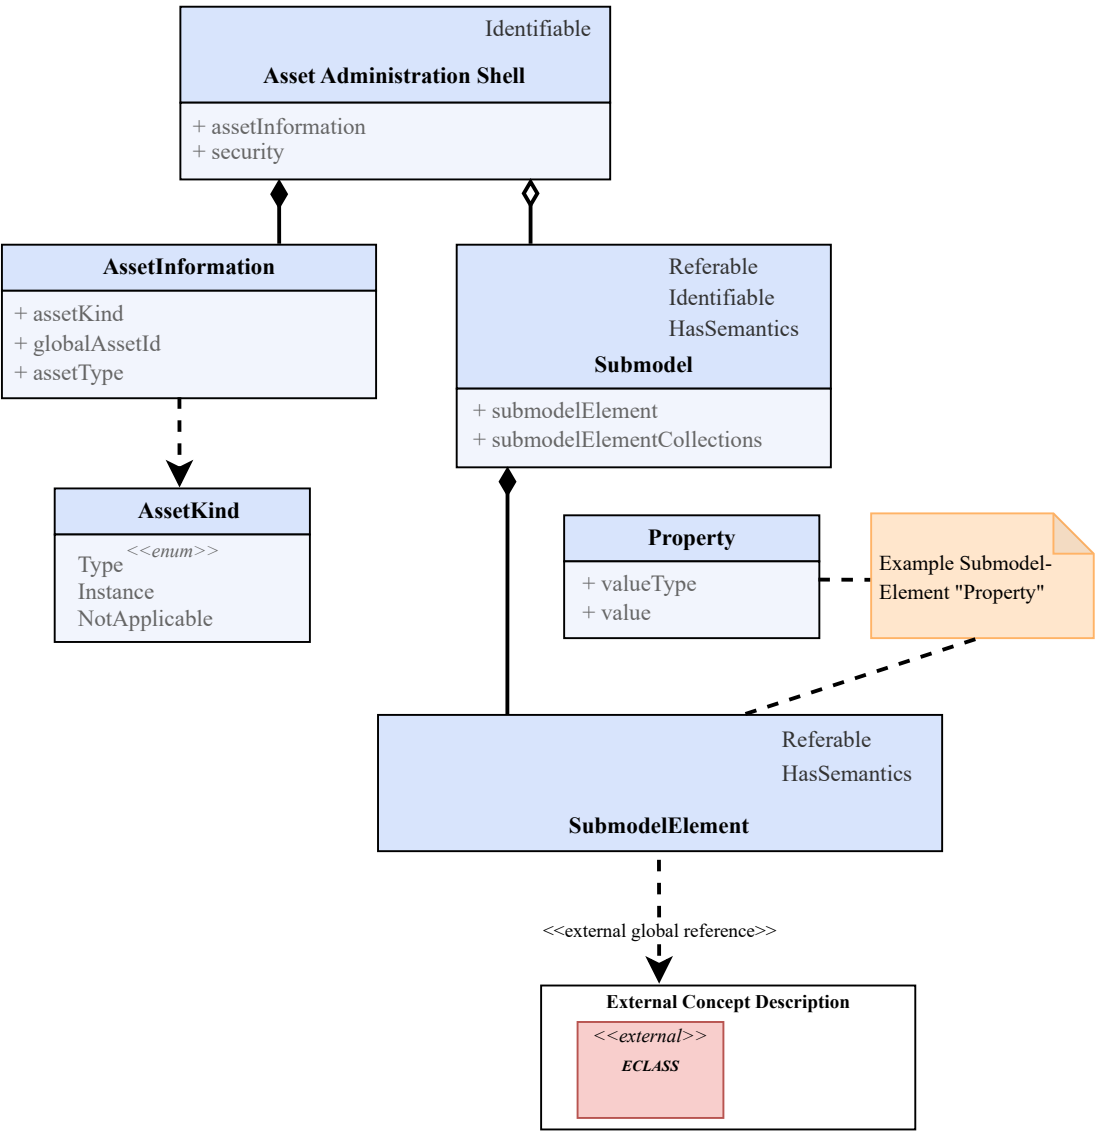 Identifiable
Asset Administration Shell
+ assetInformation
+ security
AssetInformation
+ assetKind
+ globalAssetId
+ assetType
Referable
Identifiable
HasSemantics
Submodel
+ submodelElement
+ submodelElementCollections
AssetKind
<<enum>>
Type
Instance
NotApplicable
Property
+ valueType
+ value
Example Submodel-
Element "Property"
Referable
HasSemantics
SubmodelElement
<<external global reference>>
External Concept Description
<<external>>
ECLASS